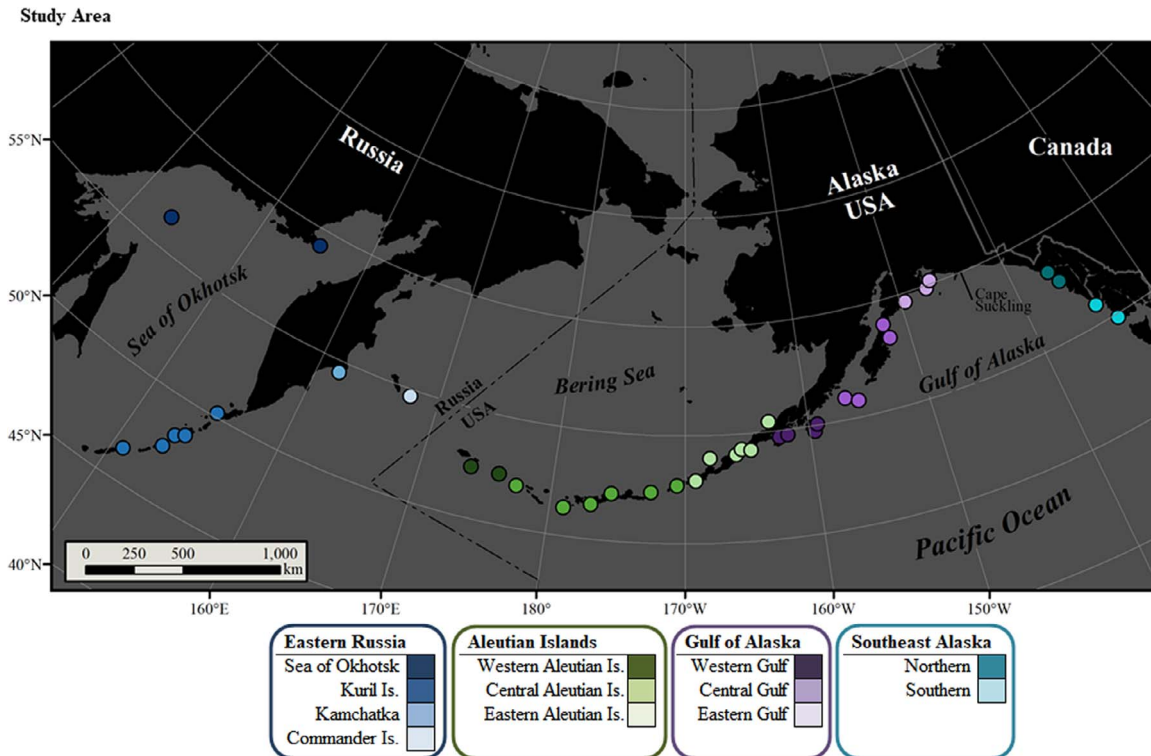 Study Area
55°N
50°N
45°N
40°N
Russia
Alaska
USA
Canada
Sea of Okhotsk
Bering Sea
Russia
USA
Cape
Suckling
Gulf of Alaska
Pacific Ocean
0 250 500 1,000
km
160°E 170°E 180° 170°W 160°W 150°W
Eastern Russia
Sea of Okhotsk
Kuril Is.
Kamchatka
Commander Is.
Aleutian Islands
Western Aleutian Is.
Central Aleutian Is.
Eastern Aleutian Is.
Gulf of Alaska
Western Gulf
Central Gulf
Eastern Gulf
Southeast Alaska
Northern
Southern